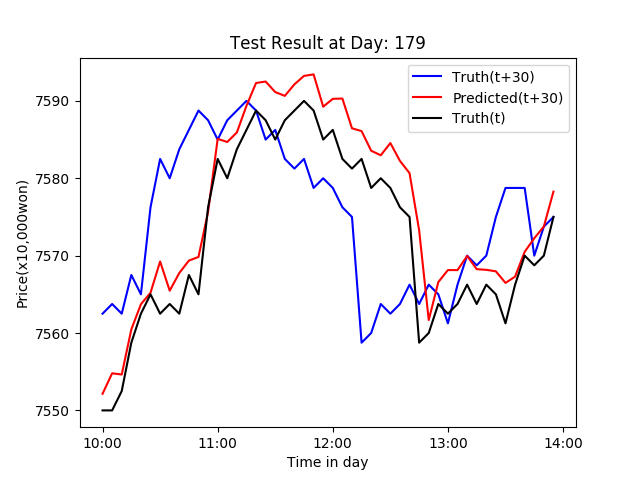 Test Result at Day: 179
Truth(t+30)
Predicted(t+30)
Truth(t)
Price(x10,000won)
7590
7580
7570
7560
7550
10:00 11:00 12:00 13:00 14:00
Time in day